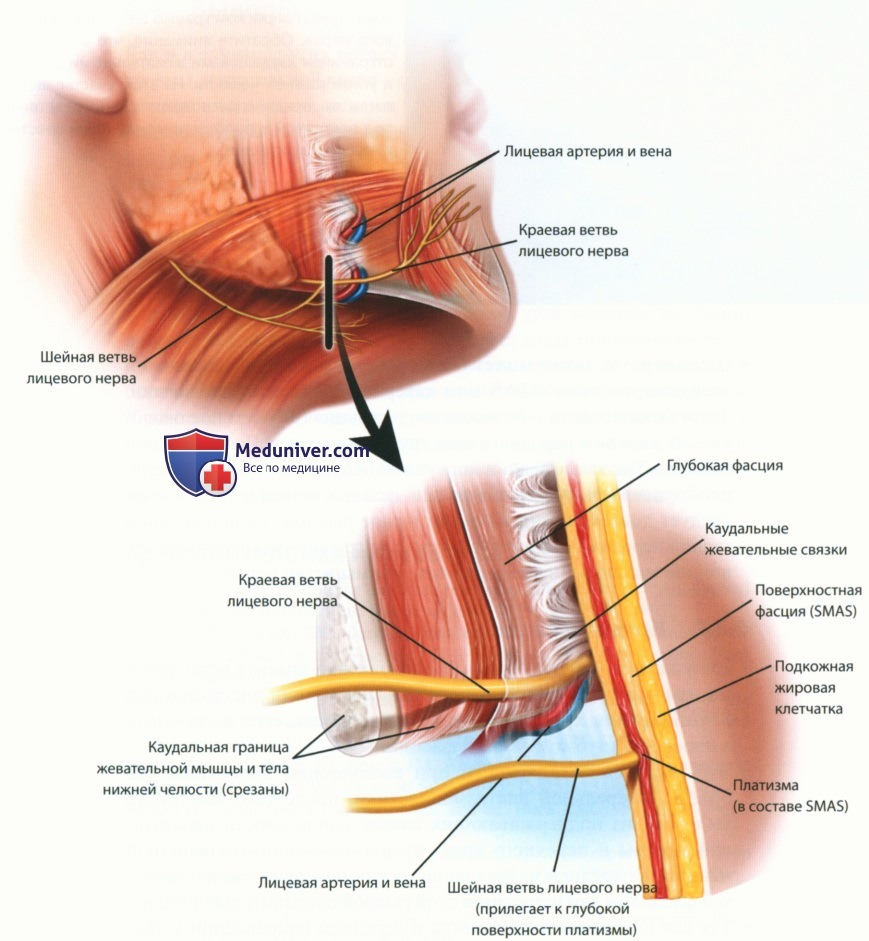 Лицевая артерия и вена
Краевая ветвь
лицевого нерва
Шейная ветвь
лицевого нерва
Meduniver.com
Все по медицине
Глубокая фасция
Каудальные
жевательные связки
Краевая ветвь
лицевого нерва
Поверхностная
фасция (SMAS)
Подкожная
жировая
клетчатка
Каудальная граница
жевательной мышцы и тела
нижней челюсти (срезаны)
Платизма
(в составе SMAS)
Лицевая артерия и вена
Шейная ветвь лицевого нерва
(прилегает к глубокой
поверхности платизмы)